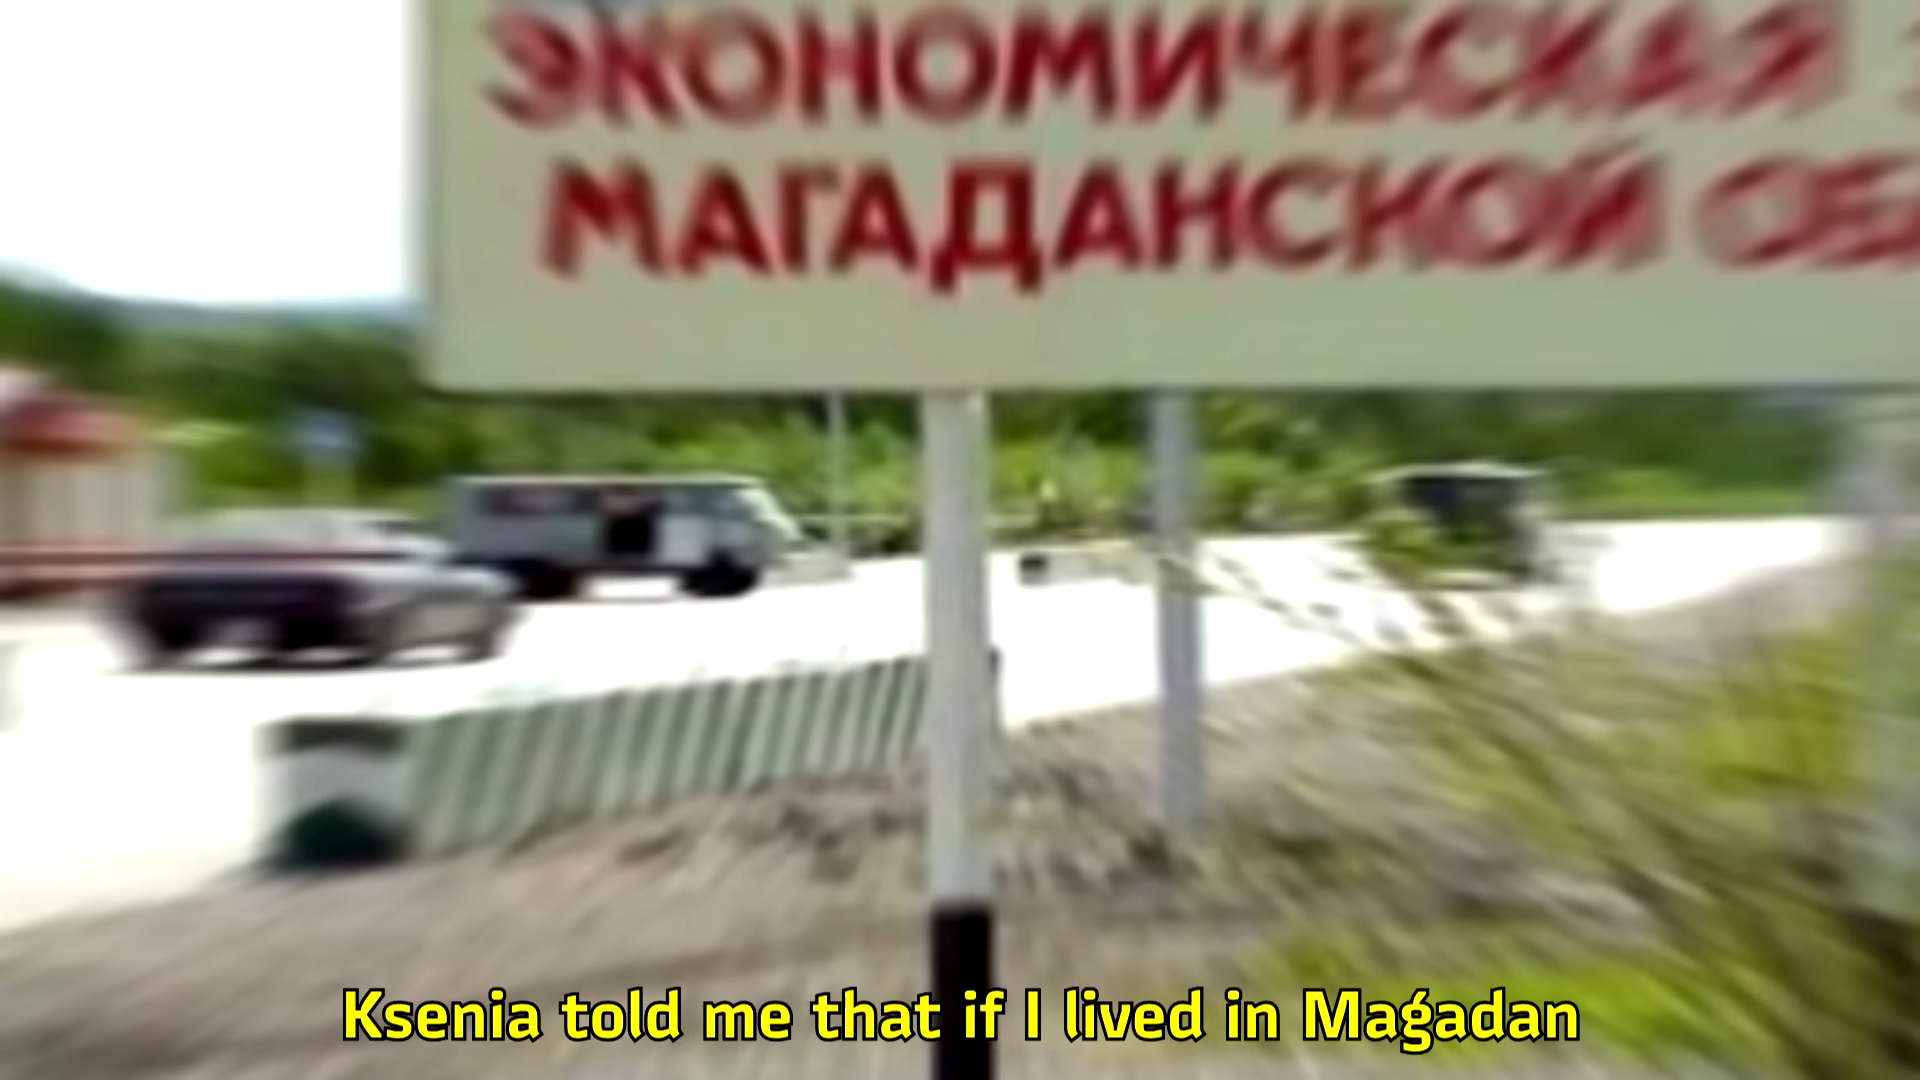 ЭКОНОМИЧЕСКАЯ
МАГАДАНСКОЙ
Ksenia told me that if I lived in Magadan